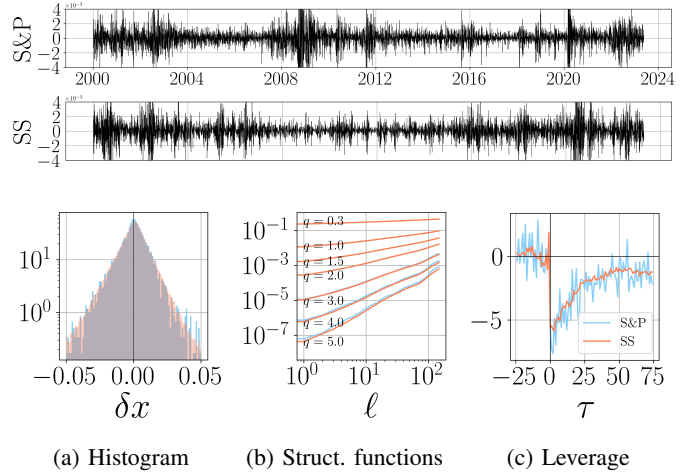 ×10⁻²
S&P
4
2
0
−2
−4
2000 2004 2008 2012 2016 2020 2024
SS
4
2
0
−2
−4
10¹
10⁰
−0.05 0.00 0.05
δx
(a) Histogram
10⁻¹
10⁻³
10⁻⁵
10⁻⁷
q = 0.3
q = 1.0
q = 1.5
q = 2.0
q = 3.0
q = 4.0
q = 5.0
10⁰ 10¹ 10²
ℓ
(b) Struct. functions
0
−5
S&P
SS
−25 0 25 50 75
τ
(c) Leverage